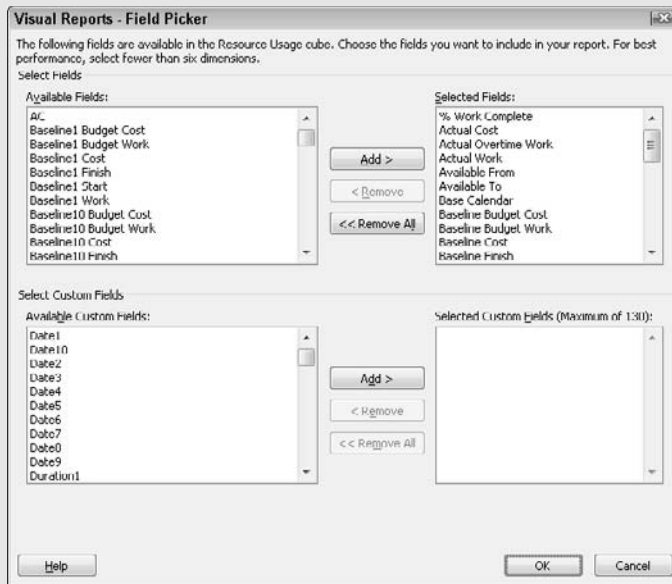 Visual Reports - Field Picker
The following fields are available in the Resource Usage cube. Choose the fields you want to include in your report. For best
performance, select fewer than six dimensions.
Select Fields
Available Fields:
AC
Baseline1 Budget Cost
Baseline1 Budget Work
Baseline1 Cost
Baseline1 Finish
Baseline1 Start
Baseline1 Work
Baseline10 Budget Cost
Baseline10 Budget Work
Baseline10 Cost
Baseline10 Finish
Add >
< Remove
<< Remove All
Selected Fields:
% Work Complete
Actual Cost
Actual Overtime Work
Actual Work
Available From
Available To
Base Calendar
Baseline Budget Cost
Baseline Budget Work
Baseline Cost
Baseline Finish
Select Custom Fields
Available Custom Fields:
Date1
Date10
Date2
Date3
Date4
Date5
Date6
Date7
Date8
Date9
Duration1
Add >
< Remove
<< Remove All
Selected Custom Fields (Maximum of 130):
Help
OK
Cancel